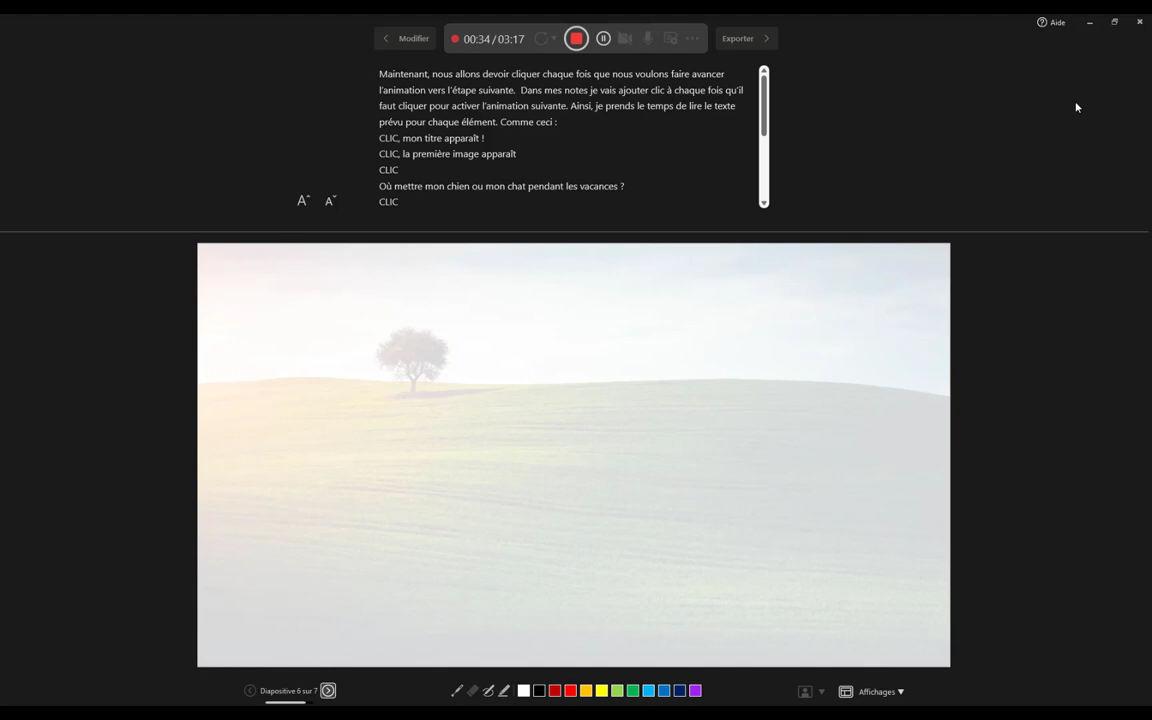 Aide
Modifier
00:34 / 03:17
Exporter
Maintenant, nous allons devoir cliquer chaque fois que nous voulons faire avancer
l'animation vers l'étape suivante.  Dans mes notes je vais ajouter clic à chaque fois qu'il
faut cliquer pour activer l'animation suivante. Ainsi, je prends le temps de lire le texte
prévu pour chaque élément. Comme ceci :
CLIC, mon titre apparaît !
CLIC, la première image apparaît
CLIC
Où mettre mon chien ou mon chat pendant les vacances ?
CLIC
A A
Diapositive 6 sur 7
Affichages